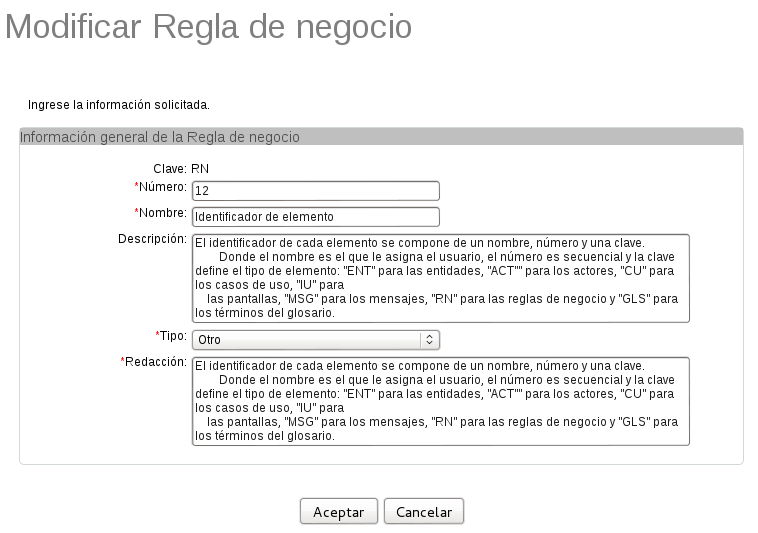 Modificar Regla de negocio
Ingrese la información solicitada.
Información general de la Regla de negocio
Clave: RN
*Número: 12
*Nombre: Identificador de elemento
Descripción: El identificador de cada elemento se compone de un nombre, número y una clave.
Donde el nombre es el que le asigna el usuario, el número es secuencial y la clave
define el tipo de elemento: "ENT" para las entidades, "ACT"" para los actores, "CU" para
los casos de uso, "IU" para
las pantallas, "MSG" para los mensajes, "RN" para las reglas de negocio y "GLS" para
los términos del glosario.
*Tipo: Otro
*Redacción: El identificador de cada elemento se compone de un nombre, número y una clave.
Donde el nombre es el que le asigna el usuario, el número es secuencial y la clave
define el tipo de elemento: "ENT" para las entidades, "ACT"" para los actores, "CU" para
los casos de uso, "IU" para
las pantallas, "MSG" para los mensajes, "RN" para las reglas de negocio y "GLS" para
los términos del glosario.
Aceptar Cancelar